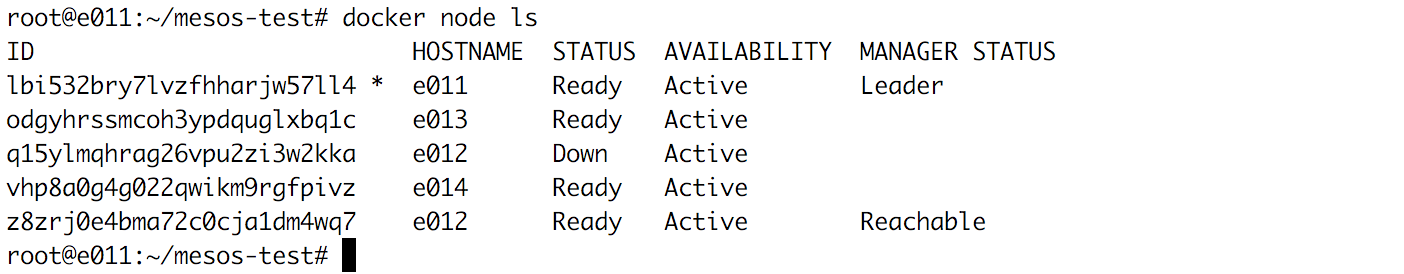 root@e011:~/mesos-test# docker node ls
ID                           HOSTNAME  STATUS  AVAILABILITY  MANAGER STATUS
lbi532bry7lvzfhharjw57ll4 *  e011      Ready   Active        Leader
odgyhrssmcoh3ypdquglxbq1c    e013      Ready   Active
q15ylmqhrag26vpu2zi3w2kka    e012      Down    Active
vhp8a0g4g022qwikm9rgfpivz    e014      Ready   Active
z8zrj0e4bma72c0cja1dm4wq7    e012      Ready   Active        Reachable
root@e011:~/mesos-test#